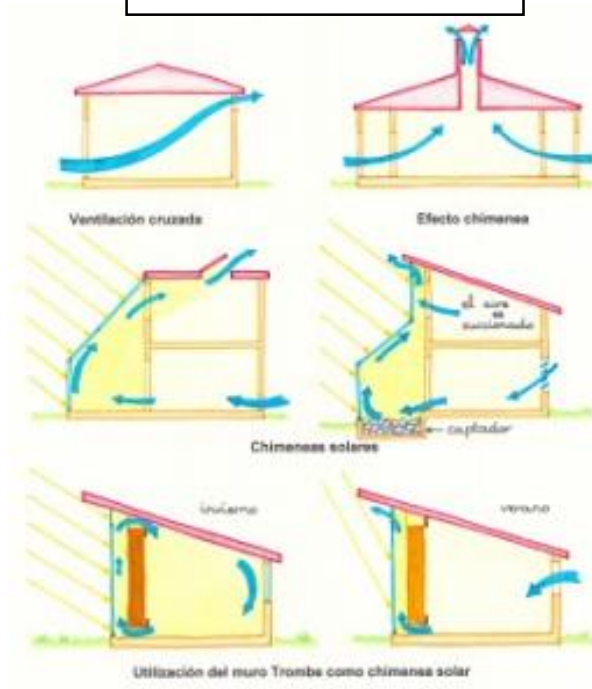 Ventilación cruzada
Efecto chimenea
el aire
es
succionado
captador
Chimeneas solares
invierno
verano
Utilización del muro Trombe como chimenea solar